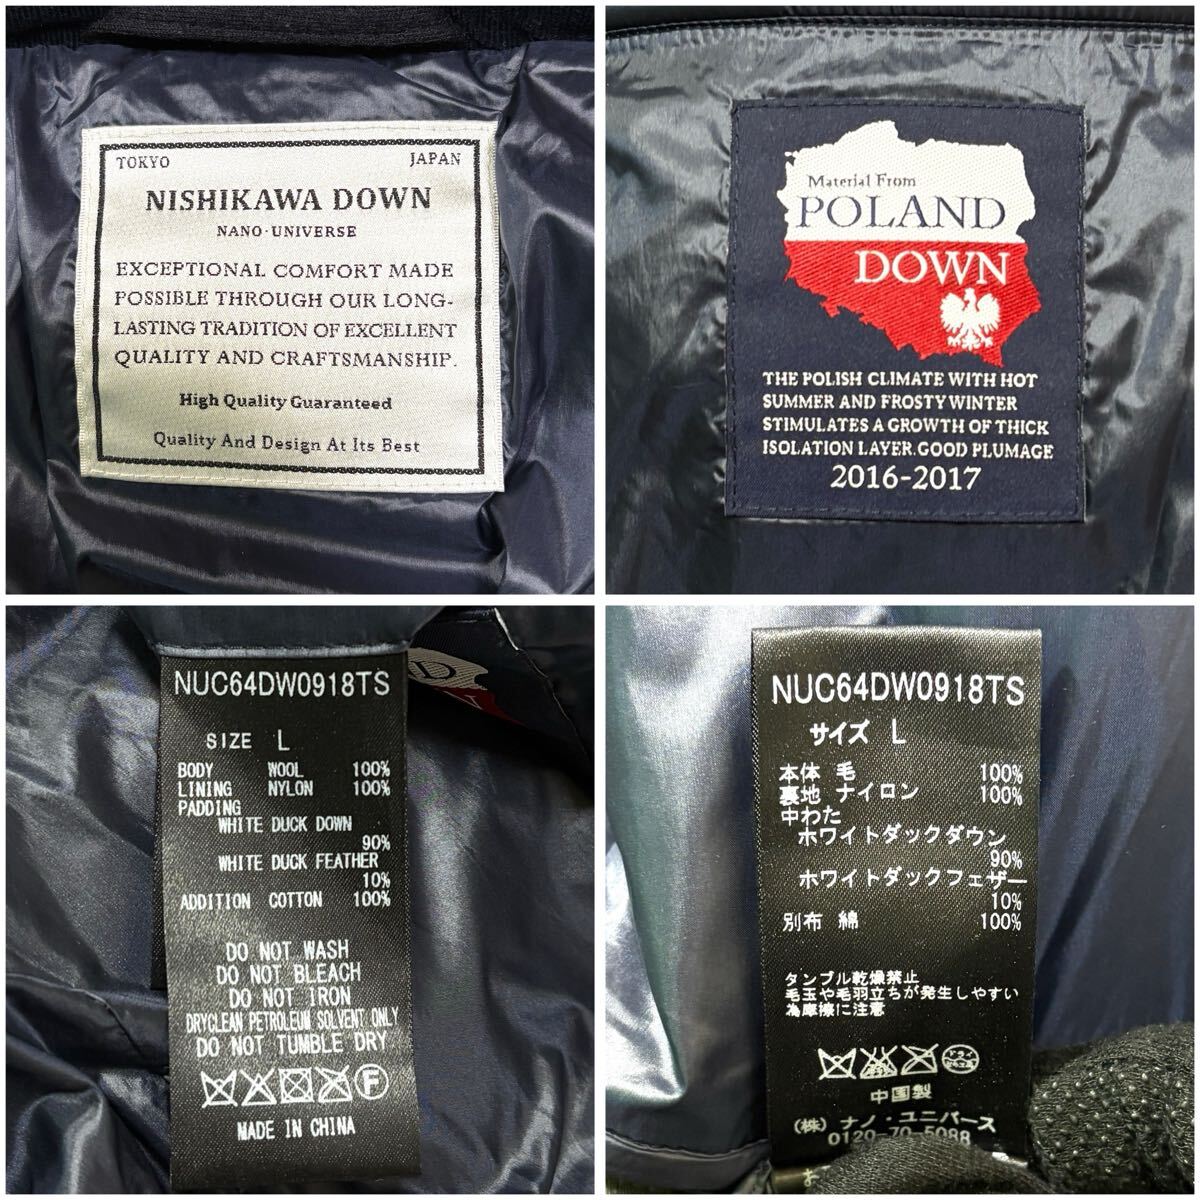 TOKYO JAPAN
NISHIKAWA DOWN
NANO·UNIVERSE
EXCEPTIONAL COMFORT MADE
POSSIBLE THROUGH OUR LONG-
LASTING TRADITION OF EXCELLENT
QUALITY AND CRAFTSMANSHIP.
High Quality Guaranteed
Quality And Design At Its Best
Material From
POLAND
DOWN
THE POLISH CLIMATE WITH HOT
SUMMER AND FROSTY WINTER
STIMULATES A GROWTH OF THICK
ISOLATION LAYER.GOOD PLUMAGE
2016-2017
NUC64DW0918TS
SIZE L
BODY WOOL 100%
LINING NYLON 100%
PADDING
WHITE DUCK DOWN
90%
WHITE DUCK FEATHER
10%
ADDITION COTTON 100%
DO NOT WASH
DO NOT BLEACH
DO NOT IRON
DRYCLEAN PETROLEUM SOLVENT ONLY
DO NOT TUMBLE DRY
F
MADE IN CHINA
NUC64DW0918TS
サイズ L
本体 毛 100%
裏地 ナイロン 100%
中わた
ホワイトダックダウン
90%
ホワイトダックフェザー
10%
別布 綿 100%
タンブル乾燥禁止
毛玉や毛羽立ちが発生しやすい
為摩擦に注意
中国製
(株) ナノ・ユニバース
0120-70-5088